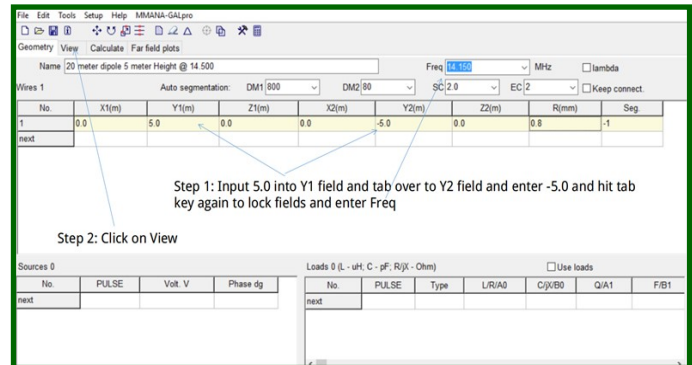 File Edit Tools Setup Help MMANA-GALpro
Geometry View Calculate Far field plots
Name 20 meter dipole 5 meter Height @ 14.500 Freq 14.150 MHz lambda
Wires 1 Auto segmentation: DM1 800 DM2 80 SC 2.0 EC 2 Keep connect.
No. X1(m) Y1(m) Z1(m) X2(m) Y2(m) Z2(m) R(mm) Seg.
1 0.0 5.0 0.0 0.0 -5.0 0.0 0.8 -1
next
Step 1: Input 5.0 into Y1 field and tab over to Y2 field and enter -5.0 and hit tab
key again to lock fields and enter Freq
Step 2: Click on View
Sources 0 Loads 0 (L - uH; C - pF; R/jX - Ohm) Use loads
No. PULSE Volt. V Phase dg No. PULSE Type L/R/A0 C/jX/B0 Q/A1 F/B1
next next